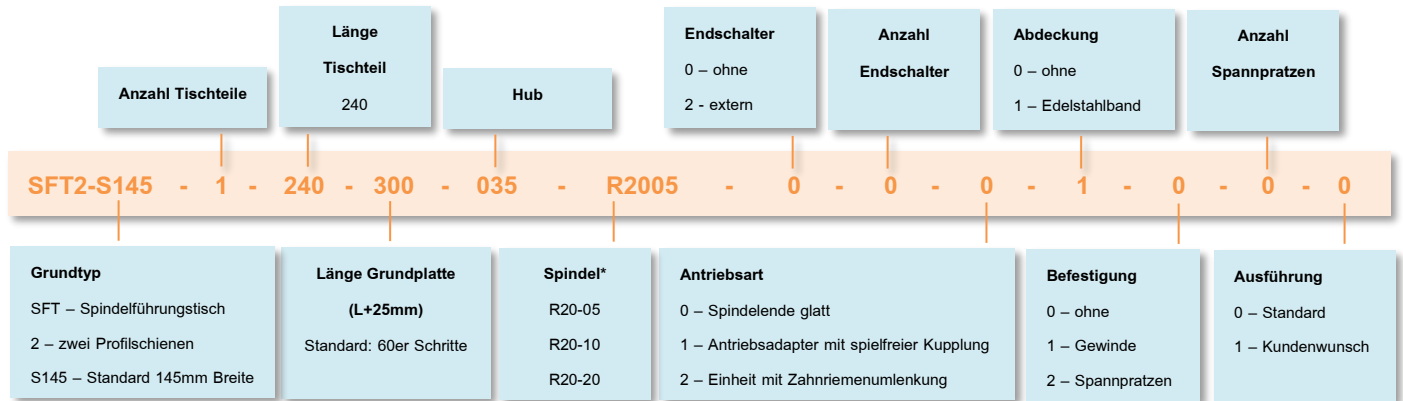 Anzahl Tischteile
Länge
Tischteil
240
Hub
Endschalter
0 – ohne
2 - extern
Anzahl
Endschalter
Abdeckung
0 – ohne
1 – Edelstahlband
Anzahl
Spannpratzen
SFT2-S145 - 1 - 240 - 300 - 035 - R2005 - 0 - 0 - 0 - 1 - 0 - 0 - 0
Grundtyp
SFT – Spindelführungstisch
2 – zwei Profilschienen
S145 – Standard 145mm Breite
Länge Grundplatte
(L+25mm)
Standard: 60er Schritte
Spindel*
R20-05
R20-10
R20-20
Antriebsart
0 – Spindelende glatt
1 – Antriebsadapter mit spielfreier Kupplung
2 – Einheit mit Zahnriemenumlenkung
Befestigung
0 – ohne
1 – Gewinde
2 – Spannpratzen
Ausführung
0 – Standard
1 – Kundenwunsch